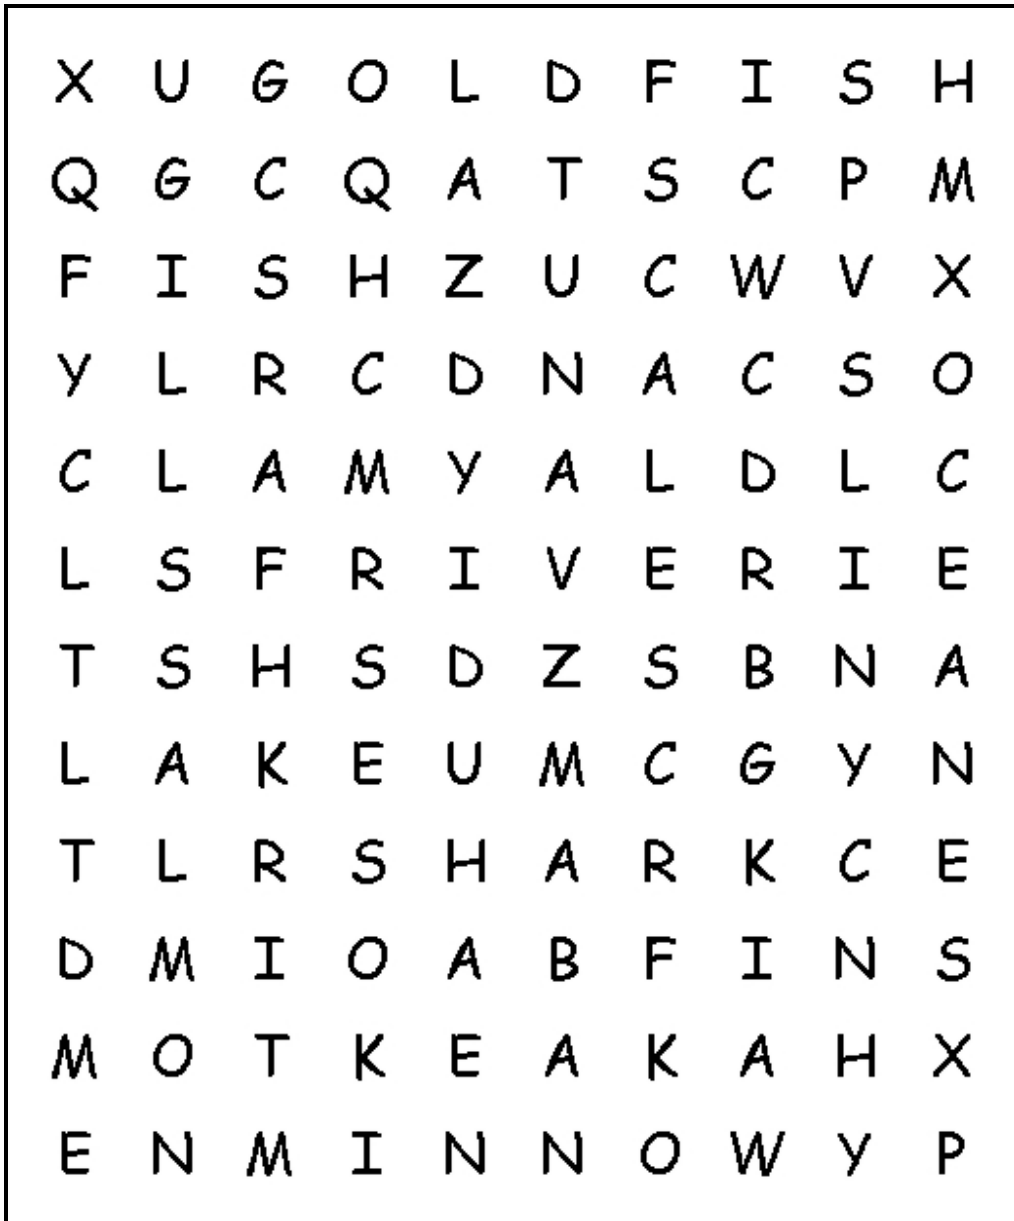 X U G O L D F I S H
Q G C Q A T S C P M
F I S H Z U C W V X
Y L R C D N A C S O
C L A M Y A L D L C
L S F R I V E R I E
T S H S D Z S B N A
L A K E U M C G Y N
T L R S H A R K C E
D M I O A B F I N S
M O T K E A K A H X
E N M I N N O W Y P